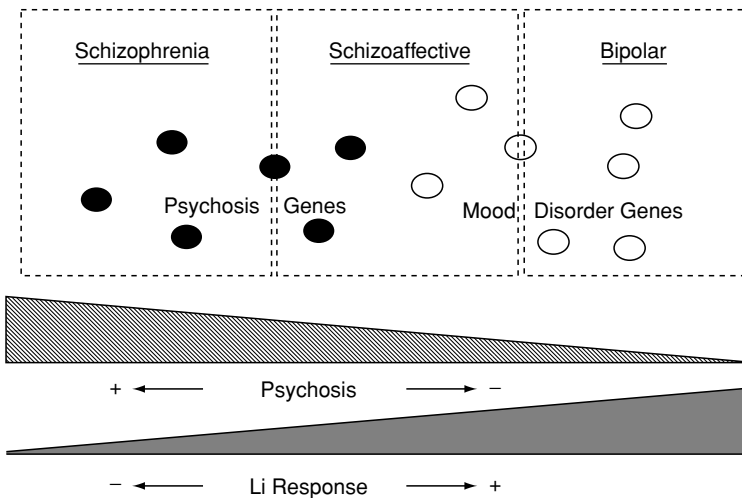 Schizophrenia Schizoaffective Bipolar
Psychosis Genes Mood Disorder Genes
+ Psychosis –
– Li Response +